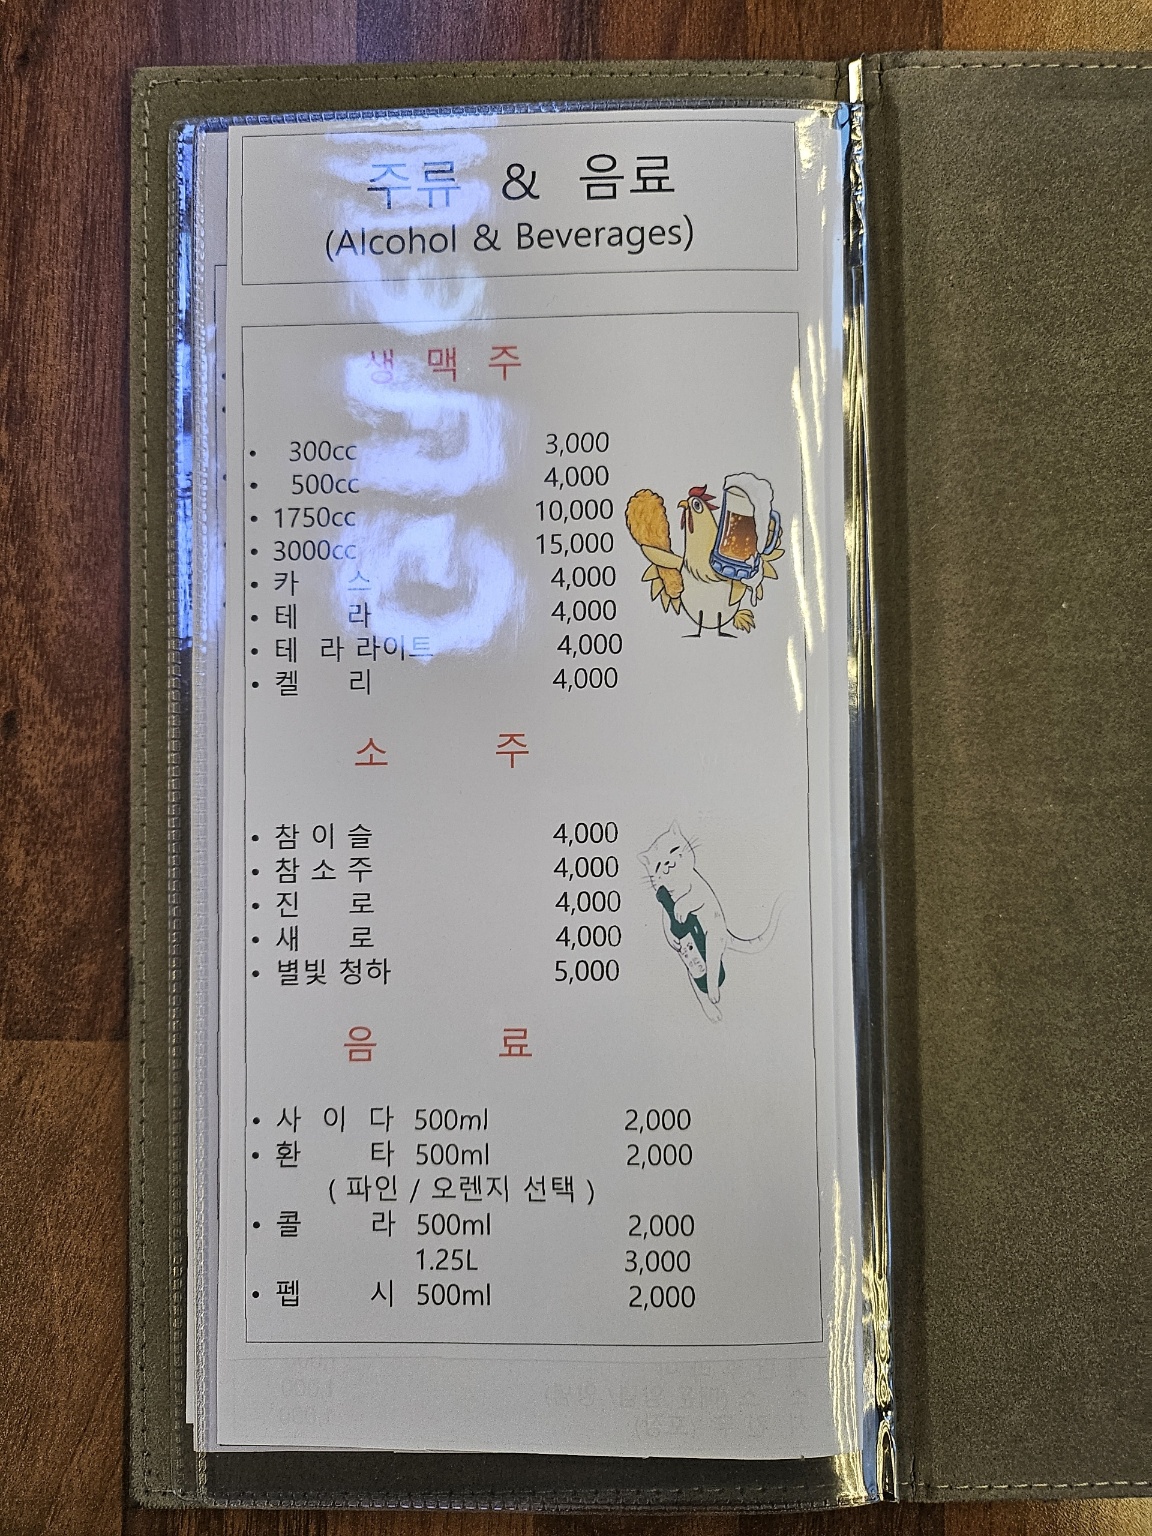 주류 & 음료
(Alcohol & Beverages)
생 맥 주
• 300cc 3,000
• 500cc 4,000
• 1750cc 10,000
• 3000cc 15,000
• 카 스 4,000
• 테 라 4,000
• 테 라 라이트 4,000
• 켈 리 4,000
소 주
• 참 이 슬 4,000
• 참 소 주 4,000
• 진 로 4,000
• 새 로 4,000
• 별빛 청하 5,000
음 료
• 사 이 다 500ml 2,000
• 환 타 500ml 2,000
( 파인 / 오렌지 선택 )
• 콜 라 500ml 2,000
1.25L 3,000
• 펩 시 500ml 2,000